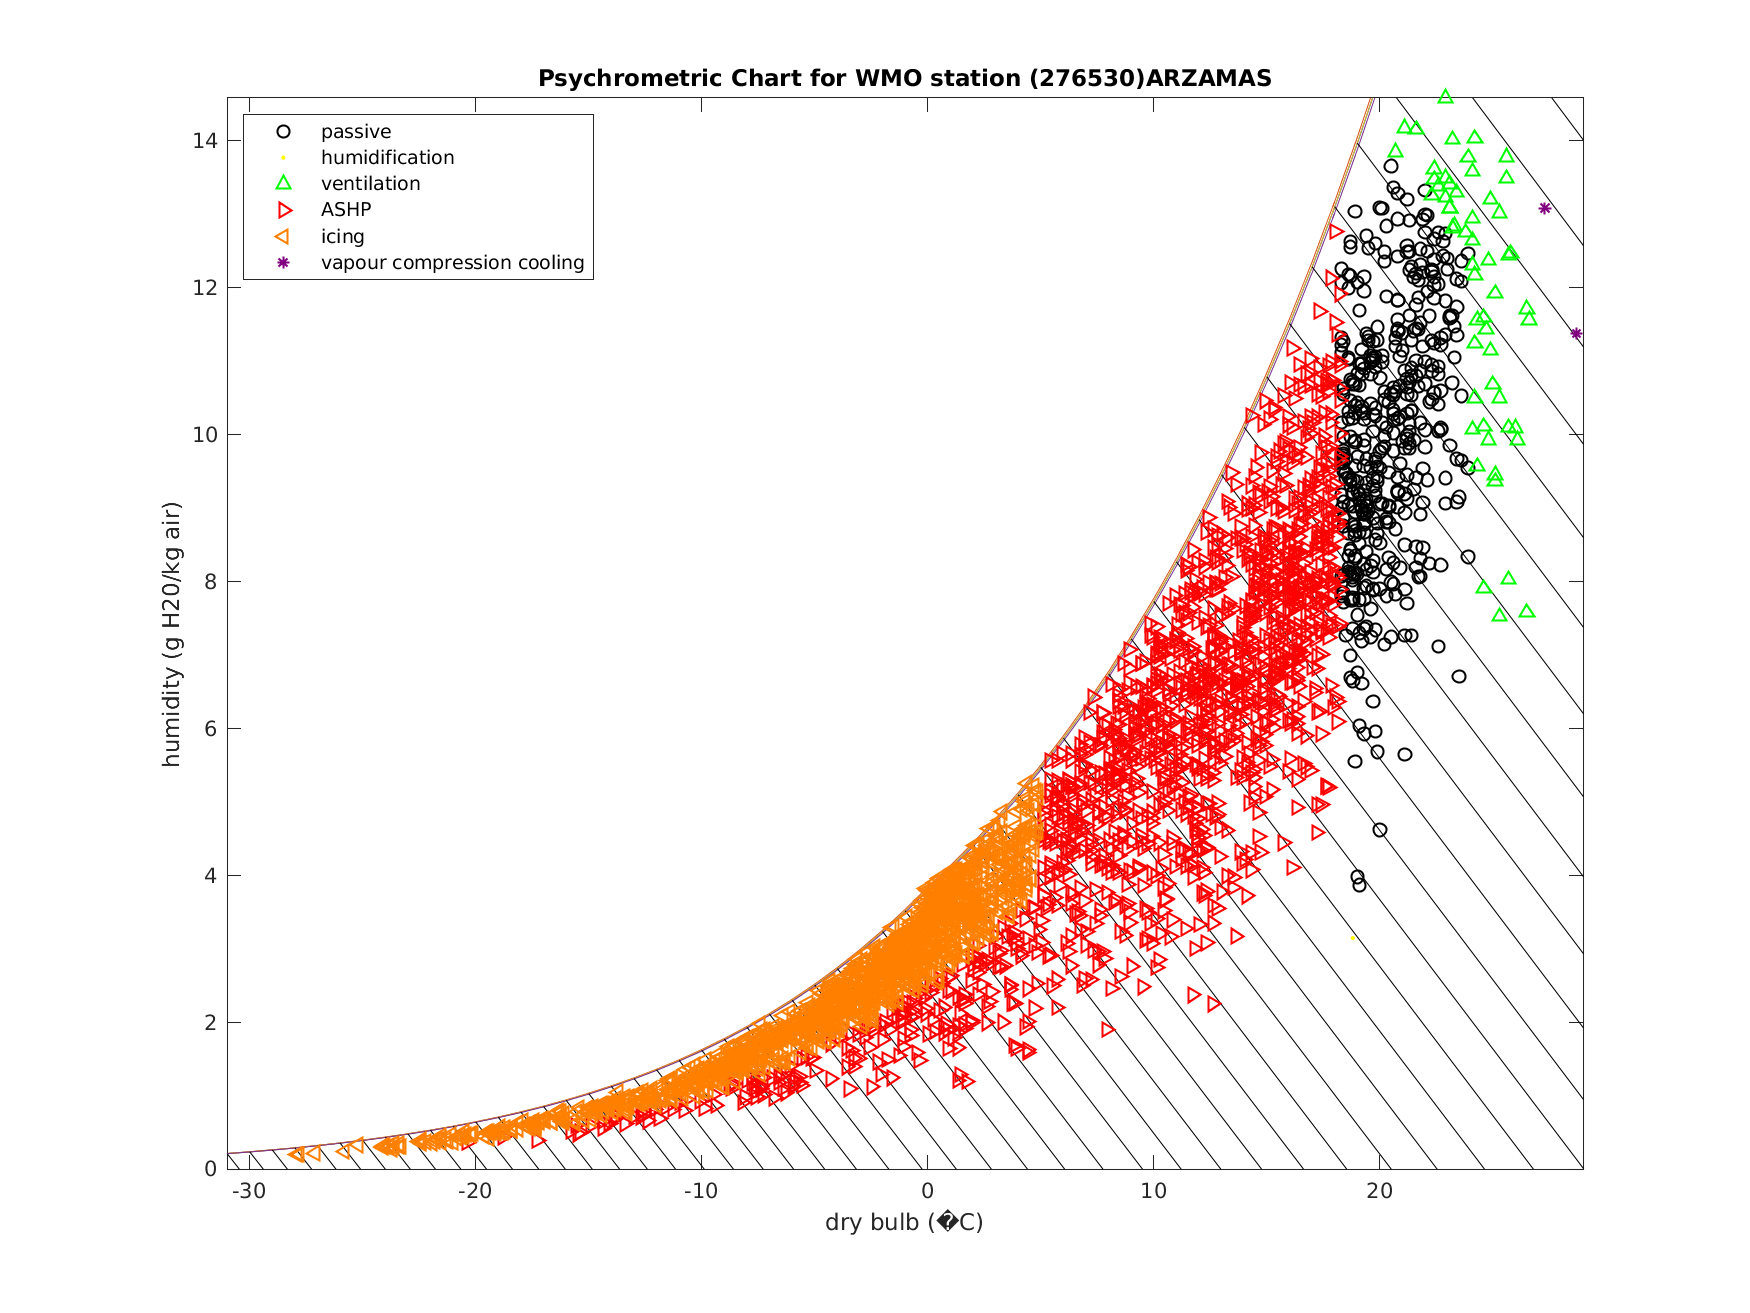 Psychrometric Chart for WMO station (276530)ARZAMAS
passive
humidification
ventilation
ASHP
icing
vapour compression cooling
humidity (g H20/kg air)
14
12
10
8
6
4
2
0
-30 -20 -10 0 10 20
dry bulb (�C)